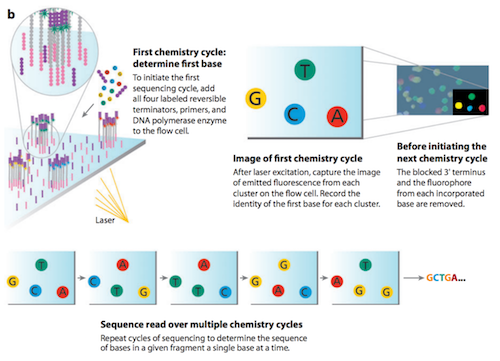 b
First chemistry cycle:
determine first base
To initiate the first
sequencing cycle, add
all four labeled reversible
terminators, primers, and
DNA polymerase enzyme
to the flow cell.
Laser
T
G
C
A
Image of first chemistry cycle
After laser excitation, capture the image
of emitted fluorescence from each
cluster on the flow cell. Record the
identity of the first base for each cluster.
Before initiating the
next chemistry cycle
The blocked 3' terminus
and the fluorophore
from each incorporated
base are removed.
T
G
C
A
A
C
T
G
A
T
T
C
G
G
A
C
T
A
G
G
GCTGA...
Sequence read over multiple chemistry cycles
Repeat cycles of sequencing to determine the sequence
of bases in a given fragment a single base at a time.